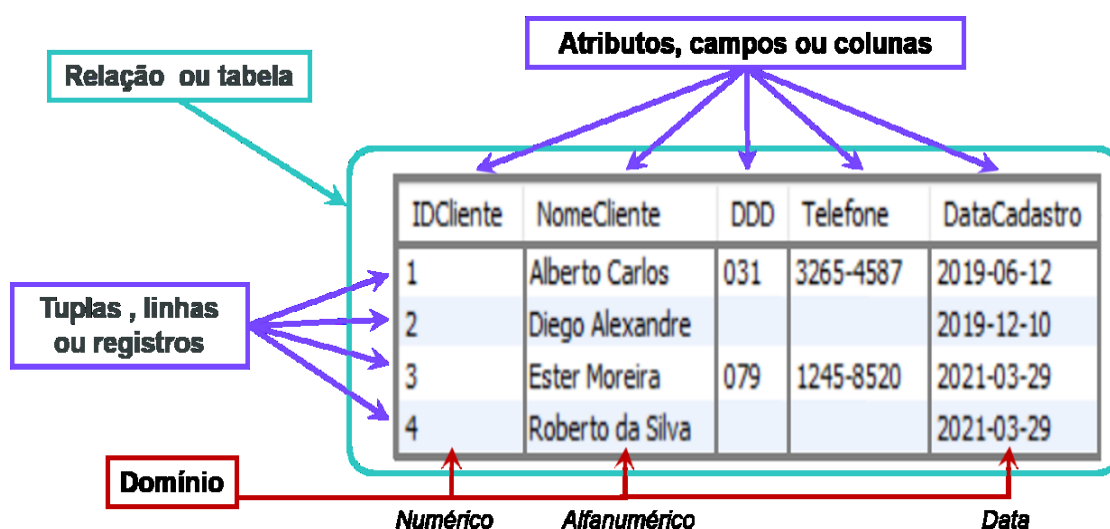 Atributos, campos ou colunas
Relação ou tabela
IDCliente NomeCliente DDD Telefone DataCadastro
1 Alberto Carlos 031 3265-4587 2019-06-12
2 Diego Alexandre 2019-12-10
3 Ester Moreira 079 1245-8520 2021-03-29
4 Roberto da Silva 2021-03-29
Tuplas , linhas
ou registros
Domínio
Numérico Alfanumérico Data